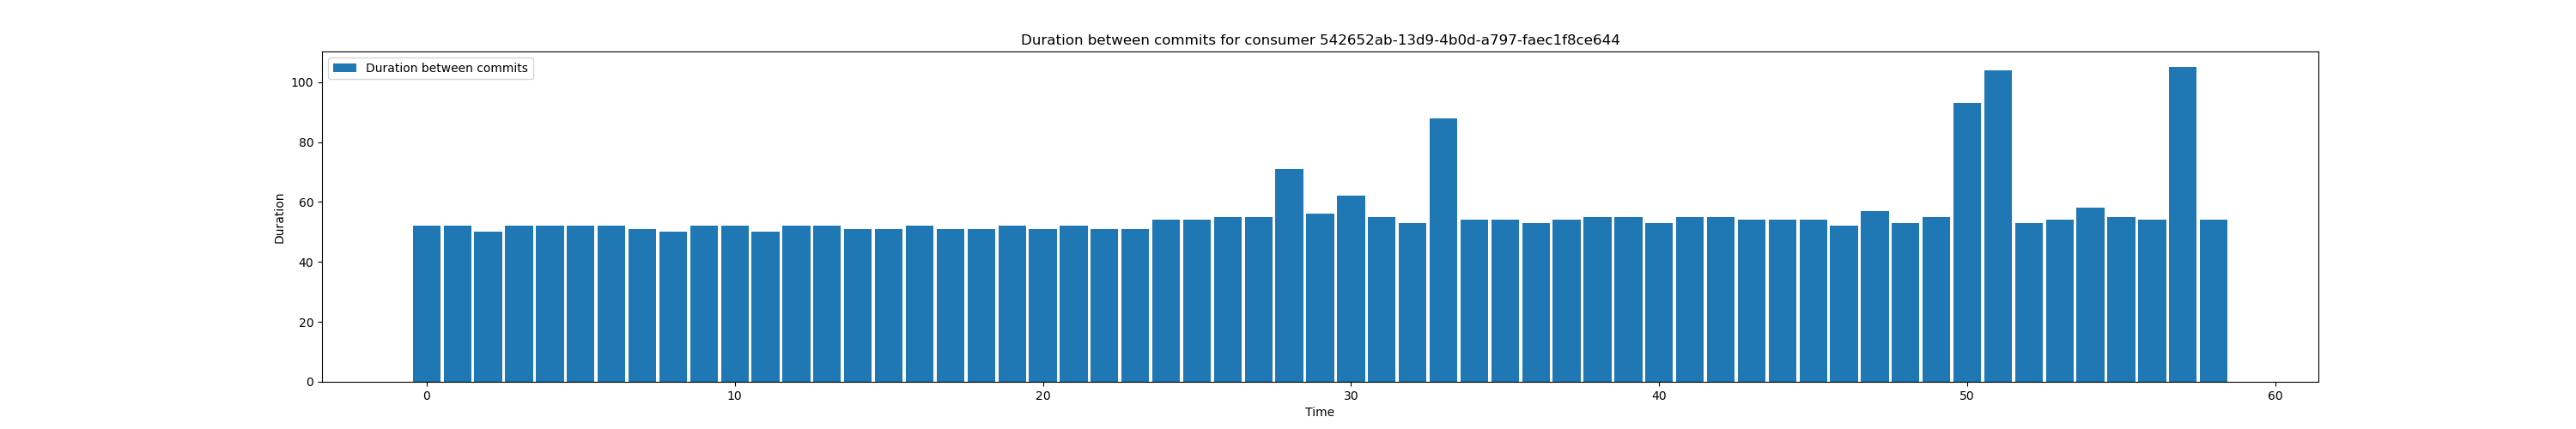 Duration between commits for consumer 542652ab-13d9-4b0d-a797-faec1f8ce644
Duration between commits
100
80
60
40
20
0
Duration
0 10 20 30 40 50 60
Time